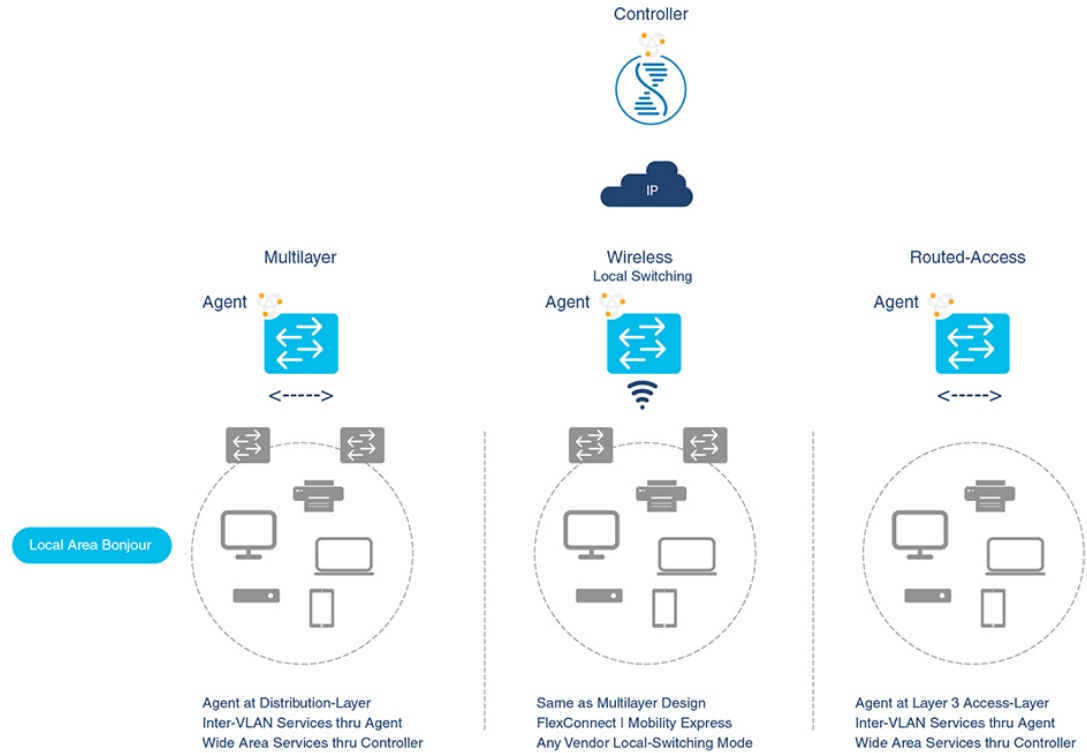 Controller
IP
Multilayer
Wireless
Local Switching
Routed-Access
Agent
Agent
Agent
<----->
<----->
Local Area Bonjour
Agent at Distribution-Layer
Inter-VLAN Services thru Agent
Wide Area Services thru Controller
Same as Multilayer Design
FlexConnect | Mobility Express
Any Vendor Local-Switching Mode
Agent at Layer 3 Access-Layer
Inter-VLAN Services thru Agent
Wide Area Services thru Controller